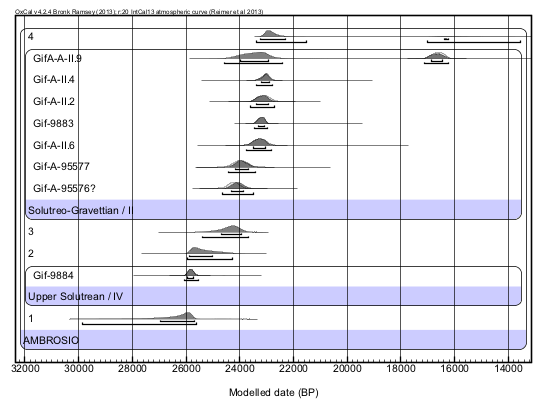 OxCal v4.2.4 Bronk Ramsey (2013); r:20 IntCal13 atmospheric curve (Reimer et al 2013)
4
GifA-A-II.9
Gif-A-II.4
Gif-A-II.2
Gif-9883
Gif-A-II.6
Gif-A-95577
Gif-A-95576?
Solutreo-Gravettian / II
3
2
Gif-9884
Upper Solutrean / IV
1
AMBROSIO
32000 30000 28000 26000 24000 22000 20000 18000 16000 14000
Modelled date (BP)